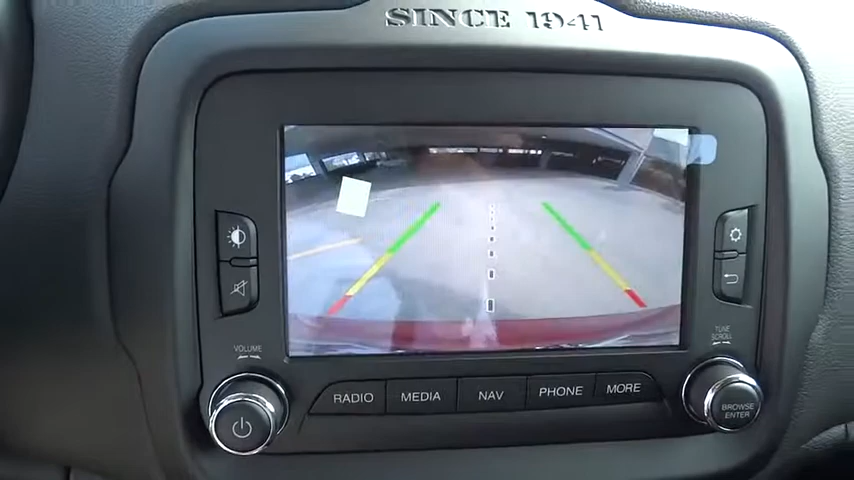 SINCE 1941
VOLUME
TUNE
SCROLL
RADIO
MEDIA
NAV
PHONE
MORE
BROWSE
ENTER